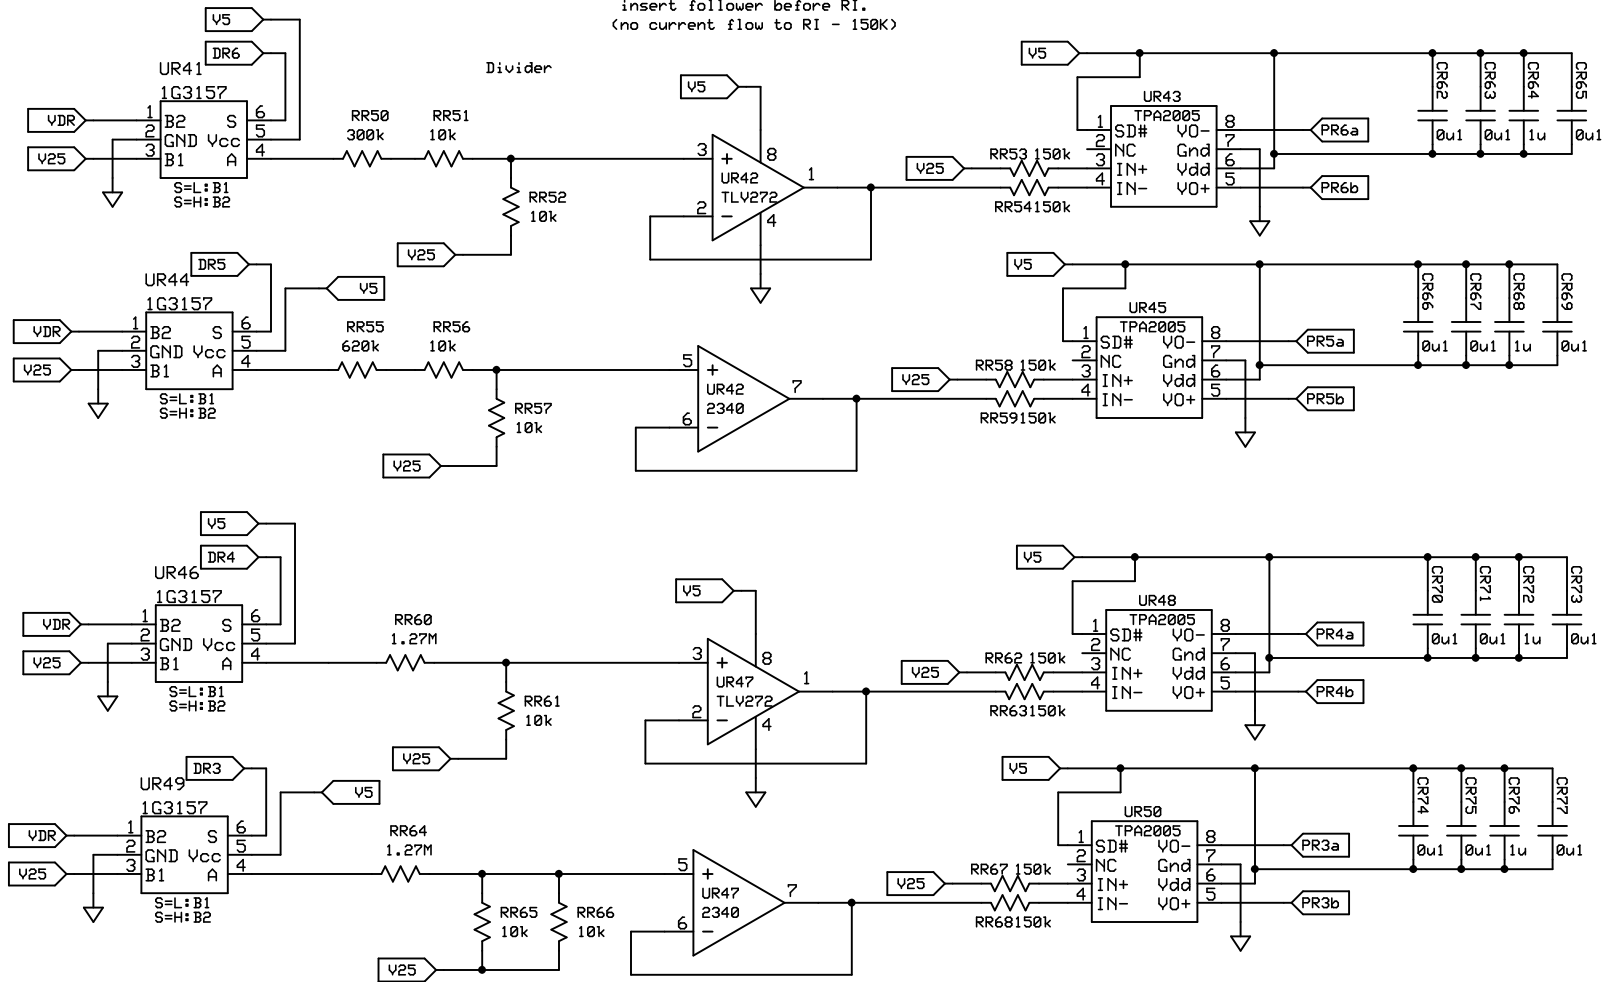 insert follower before RI.
(no current flow to RI - 150K)
Divider
V5
DR6
UR41
1G3157
VDR
V25
1 B2
2 GND
3 B1
S 6
Vcc 5
A 4
S=L:B1
S=H:B2
RR50
300k
RR51
10k
RR52
10k
V25
V5
3 +
2 -
8
4
1
UR42
TLV272
V25
RR53 150k
RR54150k
V5
UR43
TPA2005
1 SD#
2 NC
3 IN+
4 IN-
VO- 8
Gnd 7
Vdd 6
VO+ 5
PR6a
PR6b
CR62
0u1
CR63
0u1
CR64
1u
CR65
0u1
DR5
V5
UR44
1G3157
VDR
V25
1 B2
2 GND
3 B1
S 6
Vcc 5
A 4
S=L:B1
S=H:B2
RR55
620k
RR56
10k
RR57
10k
V25
5 +
6 -
7
UR42
2340
V25
RR58 150k
RR59150k
V5
UR45
TPA2005
1 SD#
2 NC
3 IN+
4 IN-
VO- 8
Gnd 7
Vdd 6
VO+ 5
PR5a
PR5b
CR66
0u1
CR67
0u1
CR68
1u
CR69
0u1
V5
DR4
UR46
1G3157
VDR
V25
1 B2
2 GND
3 B1
S 6
Vcc 5
A 4
S=L:B1
S=H:B2
RR60
1.27M
RR61
10k
V25
V5
3 +
2 -
8
4
1
UR47
TLV272
V25
RR62 150k
RR63150k
V5
UR48
TPA2005
1 SD#
2 NC
3 IN+
4 IN-
VO- 8
Gnd 7
Vdd 6
VO+ 5
PR4a
PR4b
CR70
0u1
CR71
0u1
CR72
1u
CR73
0u1
DR3
V5
UR49
1G3157
VDR
V25
1 B2
2 GND
3 B1
S 6
Vcc 5
A 4
S=L:B1
S=H:B2
RR64
1.27M
RR65
10k
RR66
10k
V25
5 +
6 -
7
UR47
2340
V25
RR67 150k
RR68150k
V5
UR50
TPA2005
1 SD#
2 NC
3 IN+
4 IN-
VO- 8
Gnd 7
Vdd 6
VO+ 5
PR3a
PR3b
CR74
0u1
CR75
0u1
CR76
1u
CR77
0u1